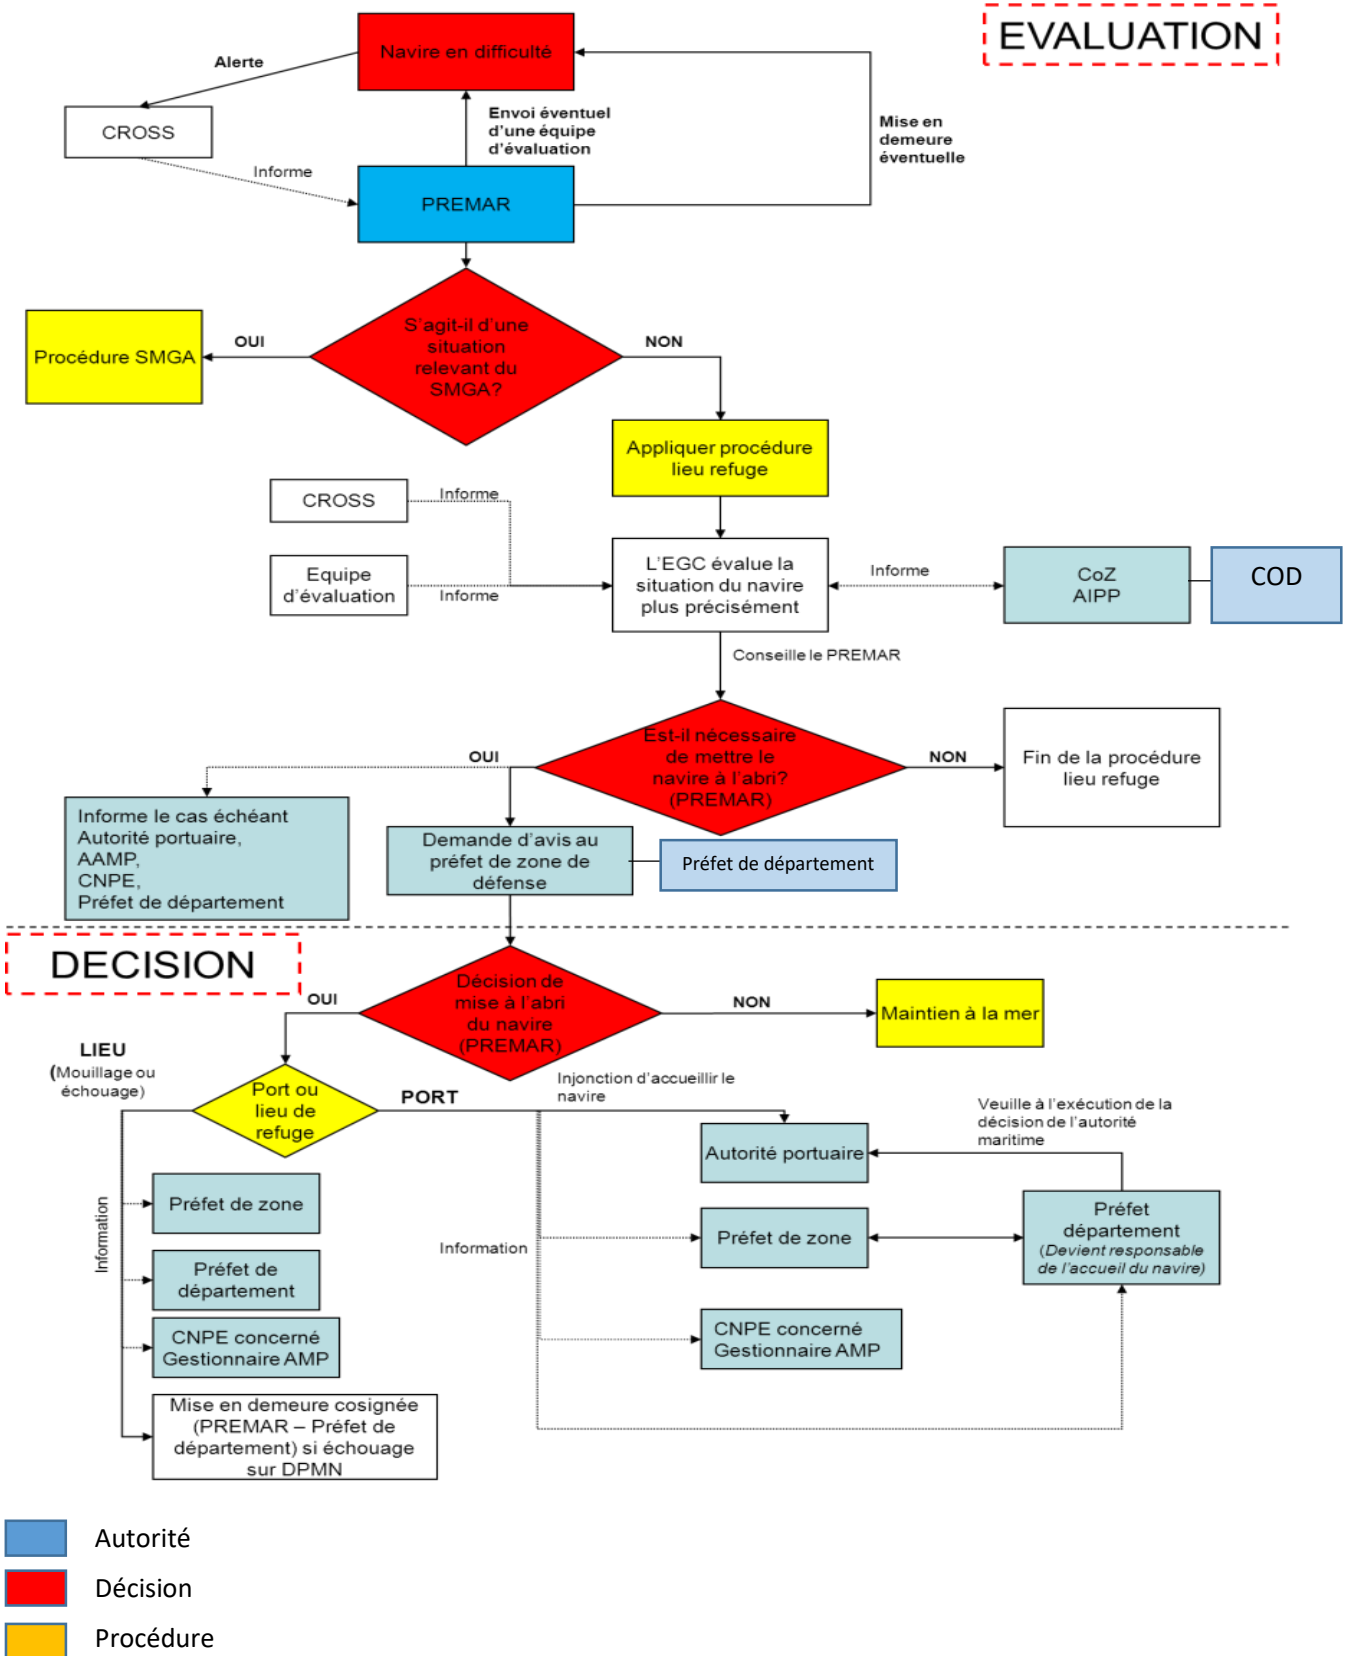 EVALUATION
Navire en difficulté
Alerte
CROSS
Envoi éventuel
d'une équipe
d'évaluation
Mise en
demeure
éventuelle
Informe
PREMAR
S'agit-il d'une
situation
relevant du
SMGA?
OUI
NON
Procédure SMGA
Appliquer procédure
lieu refuge
CROSS
Informe
Equipe
d'évaluation
Informe
L'EGC évalue la
situation du navire
plus précisément
Informe
CoZ
AIPP
COD
Conseille le PREMAR
Est-il nécessaire
de mettre le
navire à l'abri?
(PREMAR)
OUI
NON
Fin de la procédure
lieu refuge
Informe le cas échéant
Autorité portuaire,
AAMP,
CNPE,
Préfet de département
Demande d'avis au
préfet de zone de
défense
Préfet de département
DECISION
Décision de
mise à l'abri
du navire
(PREMAR)
OUI
NON
Maintien à la mer
LIEU
(Mouillage ou
échouage)
Port ou
lieu de
refuge
PORT
Injonction d'accueillir le
navire
Veuille à l'exécution de la
décision de l'autorité
maritime
Autorité portuaire
Information
Préfet de zone
Préfet de
département
CNPE concerné
Gestionnaire AMP
Mise en demeure cosignée
(PREMAR – Préfet de
département) si échouage
sur DPMN
Information
Préfet de zone
Préfet
département
(Devient responsable
de l'accueil du navire)
CNPE concerné
Gestionnaire AMP
Autorité
Décision
Procédure